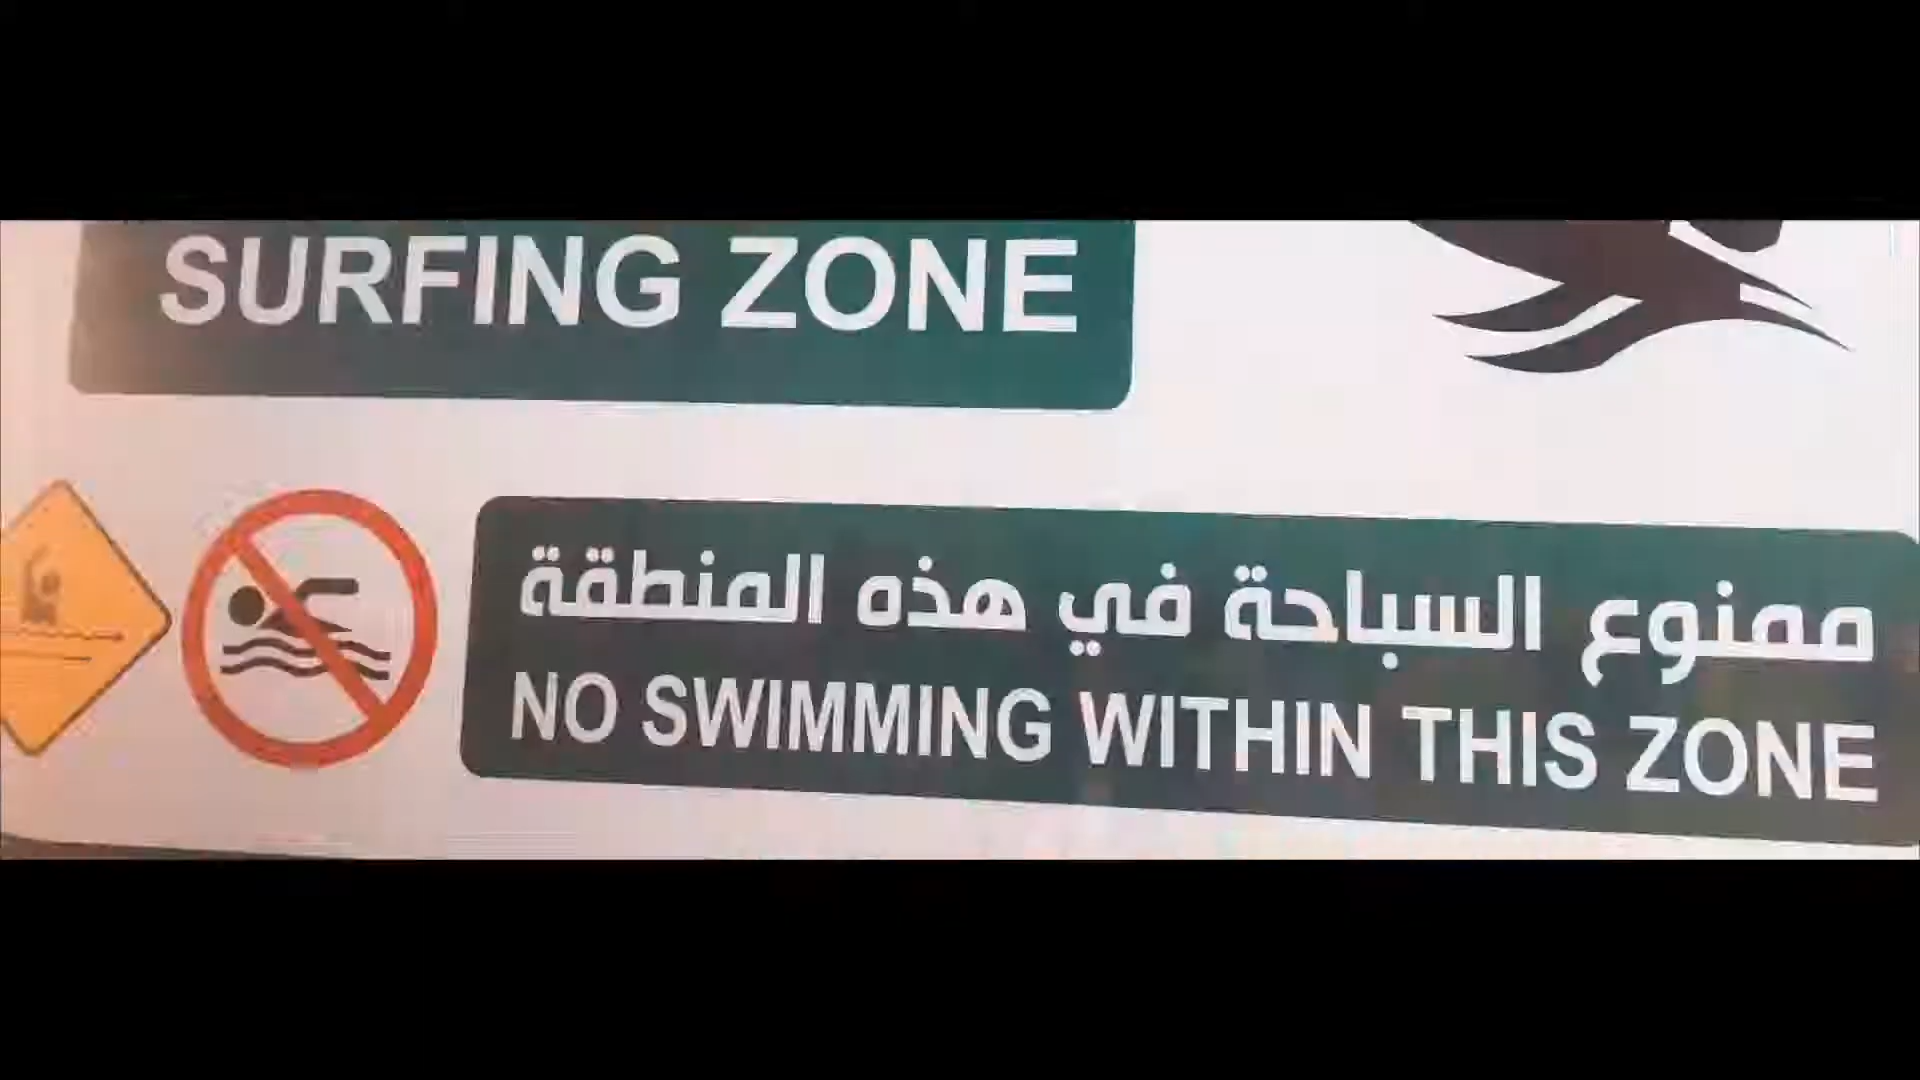 SURFING ZONE
ممنوع السباحة في هذه المنطقة
NO SWIMMING WITHIN THIS ZONE